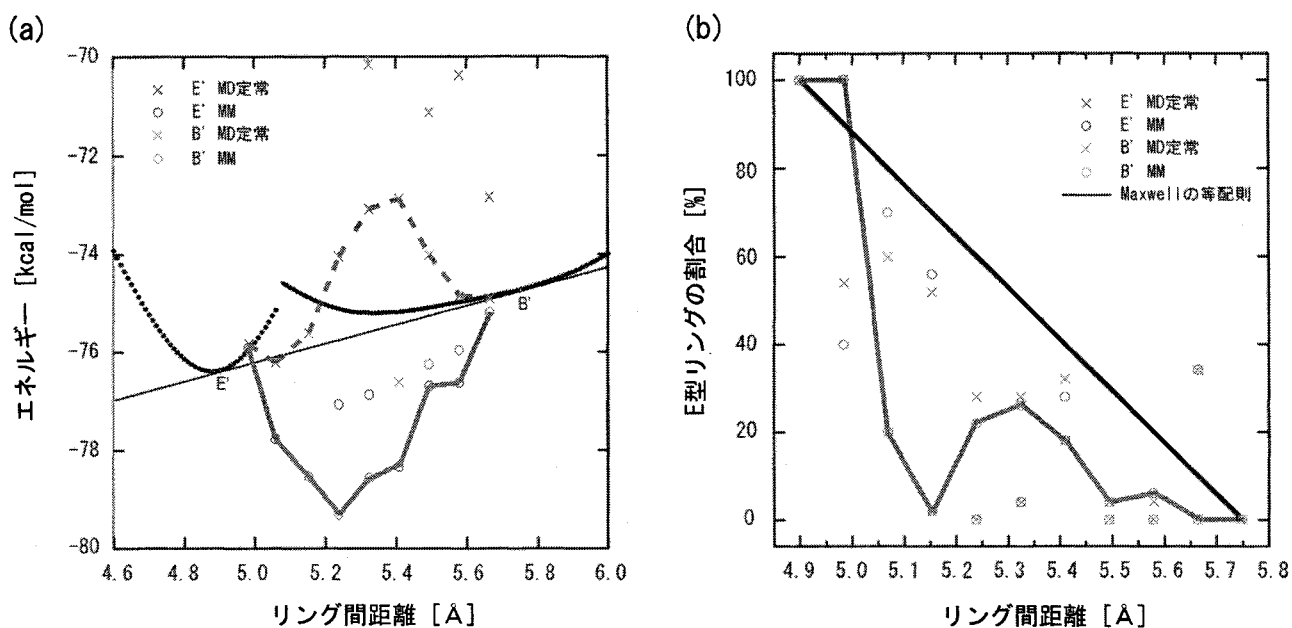 (a)
-70
-72
-74
-76
-78
-80
エネルギー [kcal/mol]
× E' MD定常
○ E' MM
× B' MD定常
○ B' MM
E'
B'
4.6 4.8 5.0 5.2 5.4 5.6 5.8 6.0
リング間距離 [Å]
(b)
100
80
60
40
20
0
E型リングの割合 [%]
× E' MD定常
○ E' MM
× B' MD定常
○ B' MM
Maxwellの等配則
4.9 5.0 5.1 5.2 5.3 5.4 5.5 5.6 5.7 5.8
リング間距離 [Å]